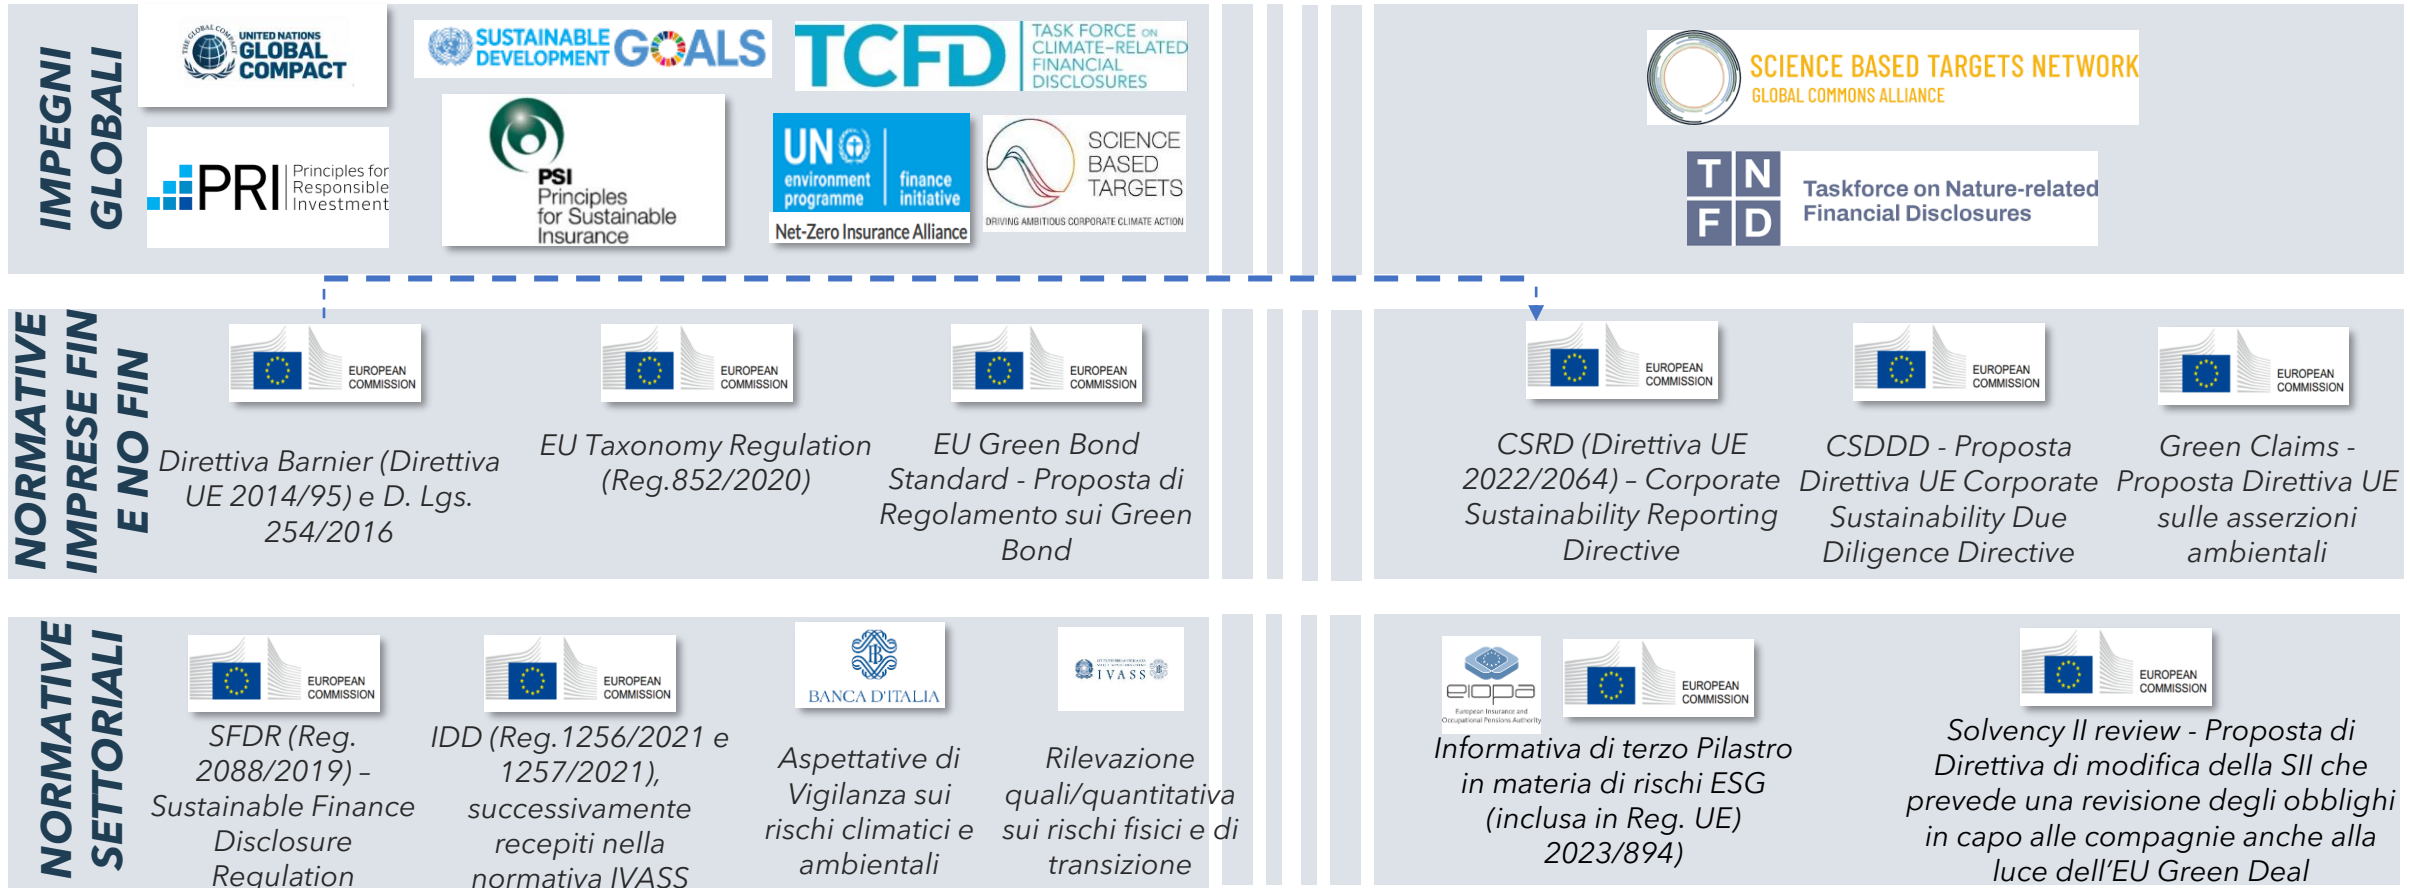 IMPEGNI
GLOBALI
THE GLOBAL COMPACT
UNITED NATIONS
GLOBAL
COMPACT
SUSTAINABLE
DEVELOPMENT
GOALS
TCFD
TASK FORCE ON
CLIMATE-RELATED
FINANCIAL
DISCLOSURES
PRI
Principles for
Responsible
Investment
PSI
Principles
for Sustainable
Insurance
UN
environment
programme
finance
initiative
Net-Zero Insurance Alliance
SCIENCE
BASED
TARGETS
DRIVING AMBITIOUS CORPORATE CLIMATE ACTION
SCIENCE BASED TARGETS NETWORK
GLOBAL COMMONS ALLIANCE
T N
F D
Taskforce on Nature-related
Financial Disclosures
NORMATIVE
IMPRESE FIN
E NO FIN
EUROPEAN
COMMISSION
Direttiva Barnier (Direttiva
UE 2014/95) e D. Lgs.
254/2016
EUROPEAN
COMMISSION
EU Taxonomy Regulation
(Reg.852/2020)
EUROPEAN
COMMISSION
EU Green Bond
Standard - Proposta di
Regolamento sui Green
Bond
EUROPEAN
COMMISSION
CSRD (Direttiva UE
2022/2064) – Corporate
Sustainability Reporting
Directive
EUROPEAN
COMMISSION
CSDDD - Proposta
Direttiva UE Corporate
Sustainability Due
Diligence Directive
EUROPEAN
COMMISSION
Green Claims -
Proposta Direttiva UE
sulle asserzioni
ambientali
NORMATIVE
SETTORIALI
EUROPEAN
COMMISSION
SFDR (Reg.
2088/2019) –
Sustainable Finance
Disclosure
Regulation
EUROPEAN
COMMISSION
IDD (Reg.1256/2021 e
1257/2021),
successivamente
recepiti nella
normativa IVASS
BANCA D'ITALIA
Aspettative di
Vigilanza sui
rischi climatici e
ambientali
IVASS
Rilevazione
quali/quantitativa
sui rischi fisici e di
transizione
eiopa
European Insurance and
Occupational Pensions Authority
EUROPEAN
COMMISSION
Informativa di terzo Pilastro
in materia di rischi ESG
(inclusa in Reg. UE)
2023/894)
EUROPEAN
COMMISSION
Solvency II review - Proposta di
Direttiva di modifica della SII che
prevede una revisione degli obblighi
in capo alle compagnie anche alla
luce dell'EU Green Deal